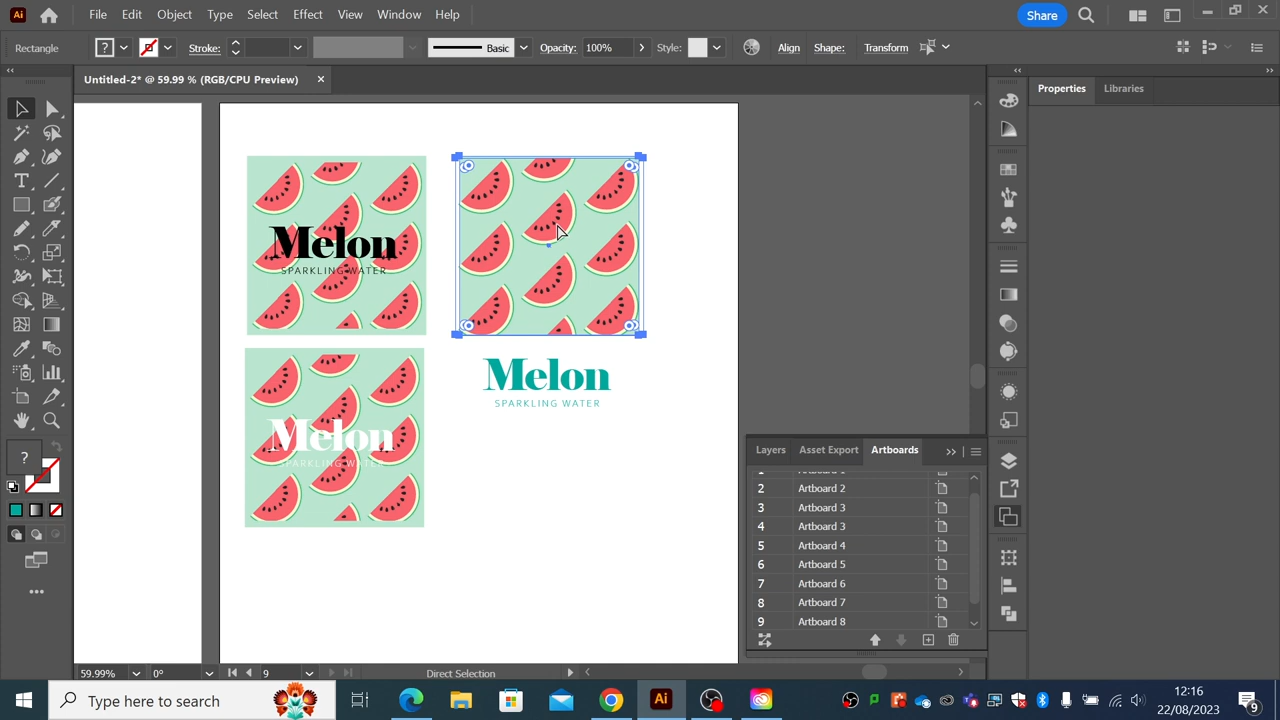 Ai File Edit Object Type Select Effect View Window Help Share
Rectangle ? Stroke: Basic Opacity: 100% Style: Align Shape: Transform
Untitled-2* @ 59.99 % (RGB/CPU Preview) ×
Properties Libraries
Melon
SPARKLING WATER
Melon
SPARKLING WATER
Melon
SPARKLING WATER
?
Layers Asset Export Artboards
2 Artboard 2
3 Artboard 3
4 Artboard 3
5 Artboard 4
6 Artboard 5
7 Artboard 6
8 Artboard 7
9 Artboard 8
59.99% 0° 9 Direct Selection
Type here to search
Ai
12:16
22/08/2023
9